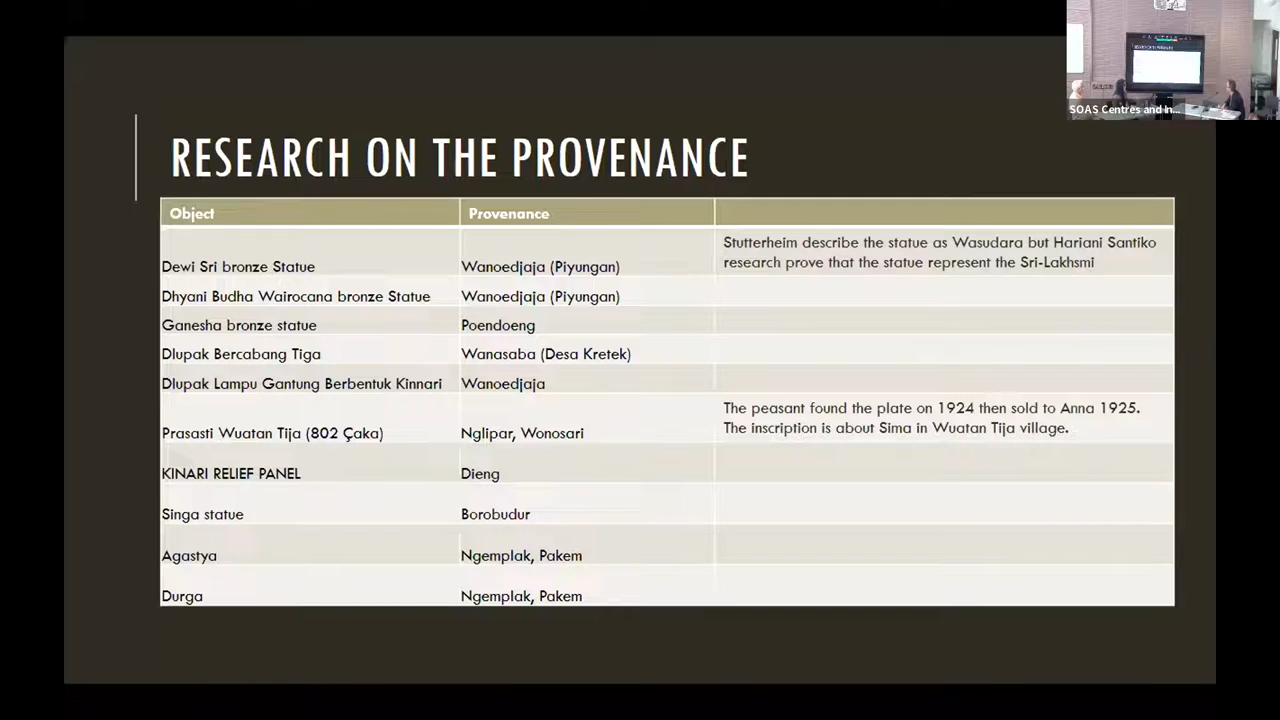 RESEARCH ON THE PROVENANCE
SOAS Centres and In...
Object Provenance
Stutterheim describe the statue as Wasudara but Hariani Santiko
research prove that the statue represent the Sri-Lakhsmi
Dewi Sri bronze Statue Wanoedjaja (Piyungan)
Dhyani Budha Wairocana bronze Statue Wanoedjaja (Piyungan)
Ganesha bronze statue Poendoeng
Dlupak Bercabang Tiga Wanasaba (Desa Kretek)
Dlupak Lampu Gantung Berbentuk Kinnari Wanoedjaja
The peasant found the plate on 1924 then sold to Anna 1925.
The inscription is about Sima in Wuatan Tija village.
Prasasti Wuatan Tija (802 Çaka) Nglipar, Wonosari
KINARI RELIEF PANEL Dieng
Singa statue Borobudur
Agastya Ngemplak, Pakem
Durga Ngemplak, Pakem